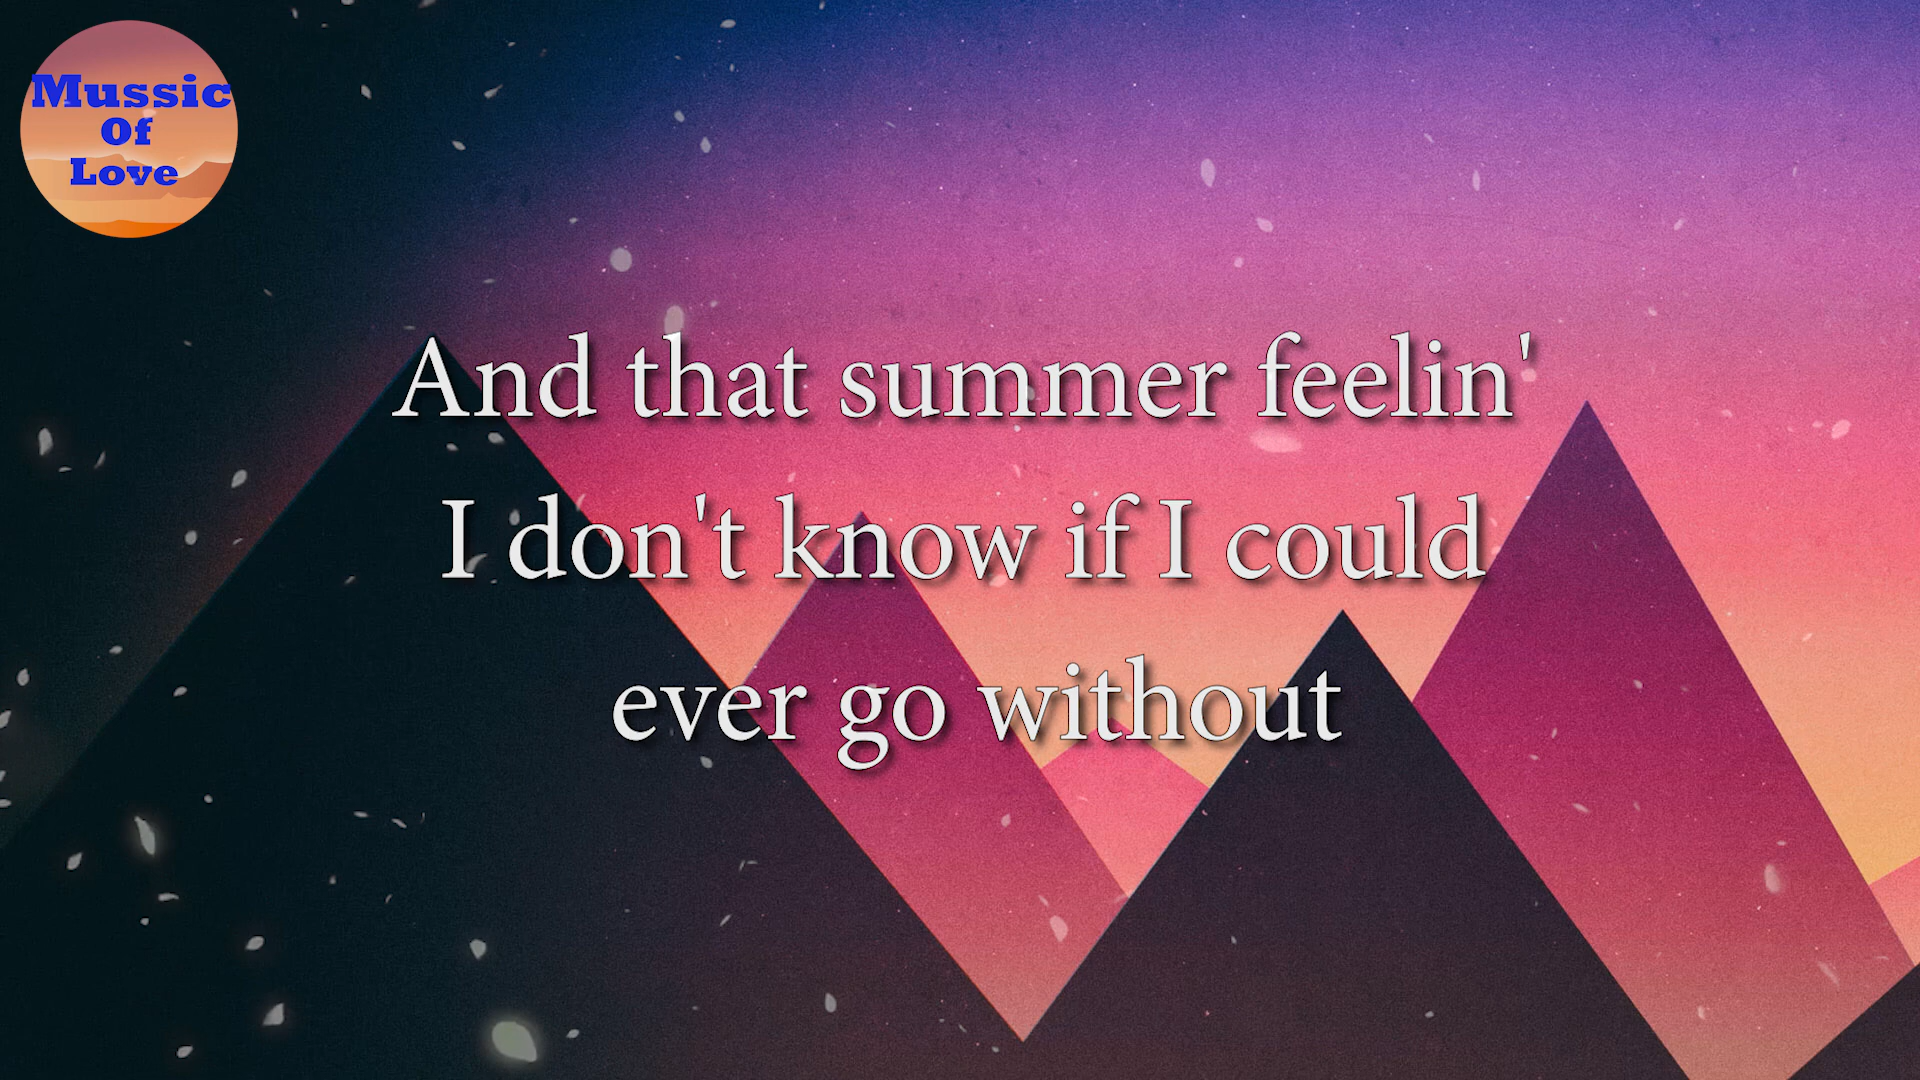 Mussic
Of
Love
And that summer feelin'
I don't know if I could
ever go without